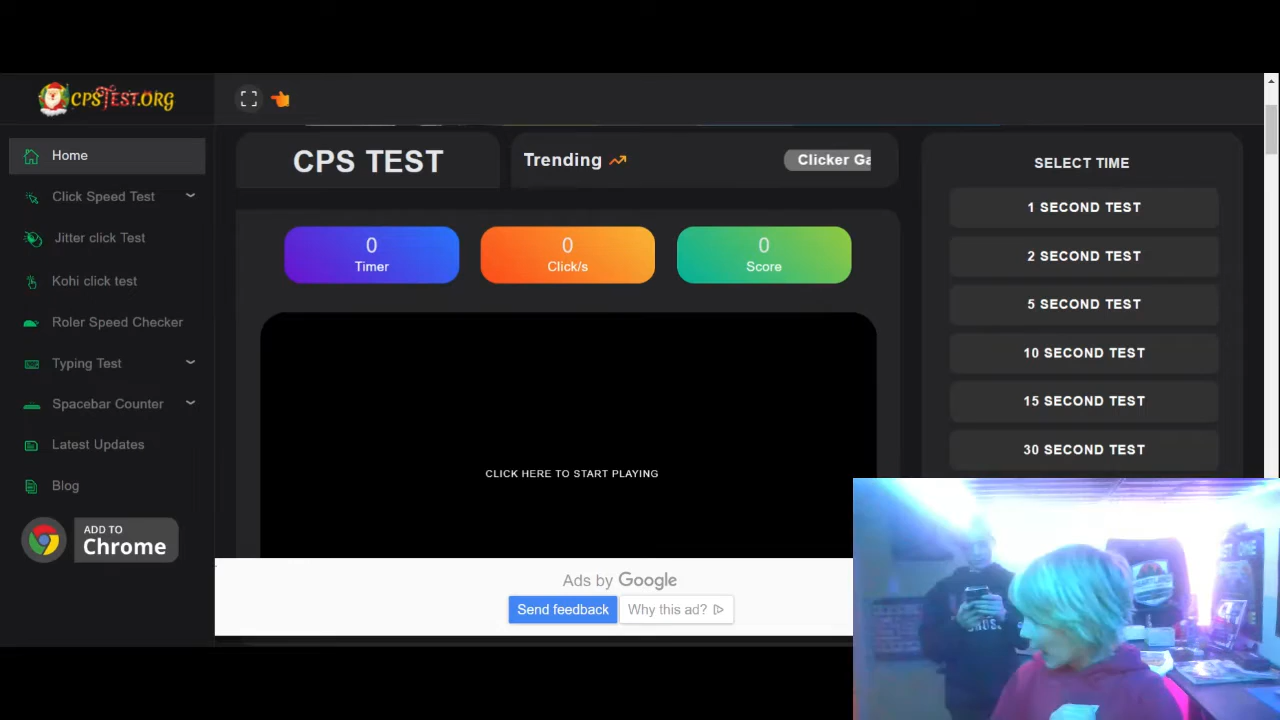 CPSTEST.ORG
Home
Click Speed Test
Jitter click Test
Kohi click test
Roler Speed Checker
Typing Test
Spacebar Counter
Latest Updates
Blog
ADD TO
Chrome
CPS TEST
Trending
Clicker Ga
0
Timer
0
Click/s
0
Score
CLICK HERE TO START PLAYING
Ads by Google
Send feedback
Why this ad?
SELECT TIME
1 SECOND TEST
2 SECOND TEST
5 SECOND TEST
10 SECOND TEST
15 SECOND TEST
30 SECOND TEST